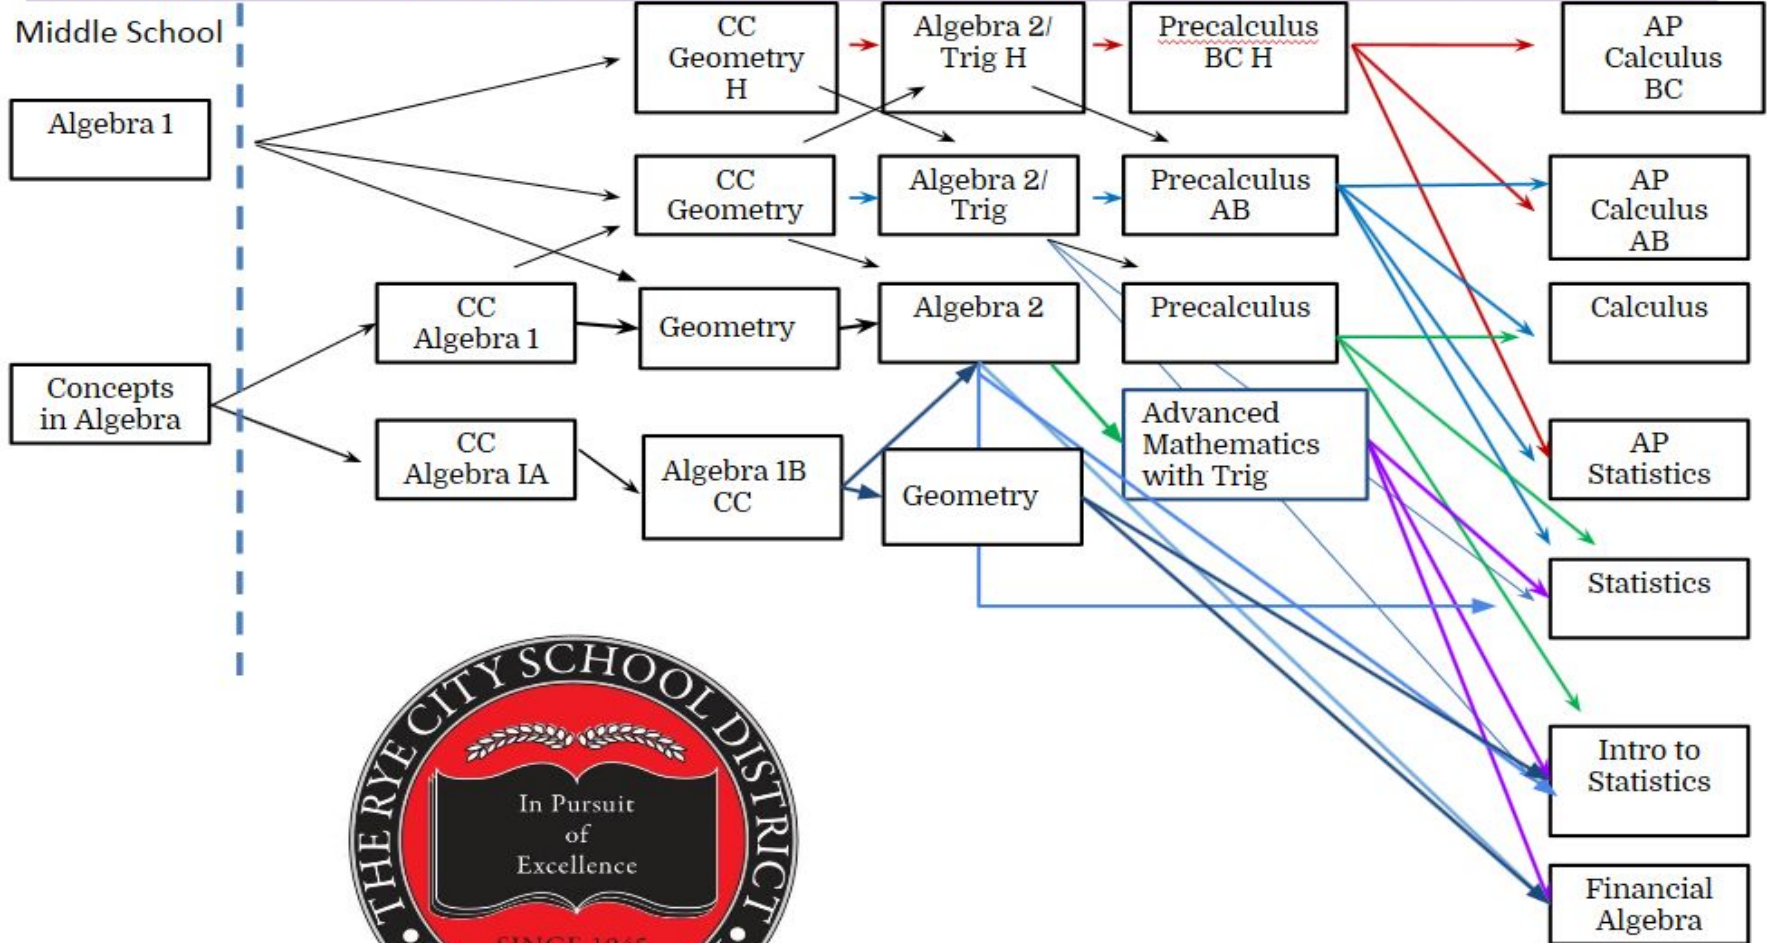 Middle School
Algebra 1
Concepts
in Algebra
CC
Algebra 1
CC
Algebra IA
CC
Geometry
H
CC
Geometry
Geometry
Algebra 1B
CC
Algebra 2/
Trig H
Algebra 2/
Trig
Algebra 2
Geometry
Precalculus
BC H
Precalculus
AB
Precalculus
Advanced
Mathematics
with Trig
AP
Calculus
BC
AP
Calculus
AB
Calculus
AP
Statistics
Statistics
Intro to
Statistics
Financial
Algebra
THE RYE CITY SCHOOL DISTRICT
In Pursuit
of
Excellence